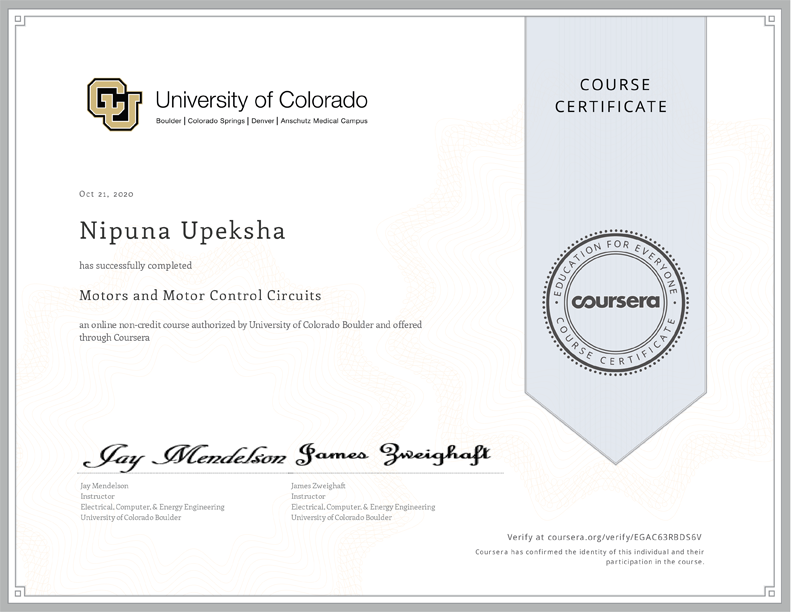 University of Colorado
Boulder | Colorado Springs | Denver | Anschutz Medical Campus
COURSE
CERTIFICATE
Oct 21, 2020
Nipuna Upeksha
has successfully completed
Motors and Motor Control Circuits
an online non-credit course authorized by University of Colorado Boulder and offered
through Coursera
EDUCATION FOR EVERYONE
coursera
COURSE CERTIFICATE
Jay Mendelson James Zweighaft
Jay Mendelson
Instructor
Electrical, Computer, & Energy Engineering
University of Colorado Boulder
James Zweighaft
Instructor
Electrical, Computer, & Energy Engineering
University of Colorado Boulder
Verify at coursera.org/verify/EGAC63RBDS6V
Coursera has confirmed the identity of this individual and their
participation in the course.